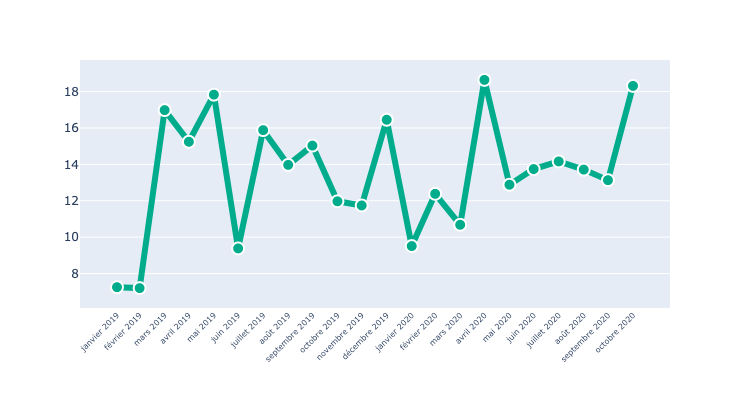 18
16
14
12
10
8
janvier 2019
février 2019
mars 2019
avril 2019
mai 2019
juin 2019
juillet 2019
août 2019
septembre 2019
octobre 2019
novembre 2019
décembre 2019
janvier 2020
février 2020
mars 2020
avril 2020
mai 2020
juin 2020
juillet 2020
août 2020
septembre 2020
octobre 2020